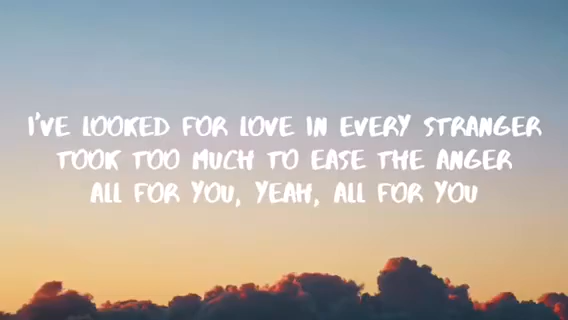 I'VE LOOKED FOR LOVE IN EVERY STRANGER
TOOK TOO MUCH TO EASE THE ANGER
ALL FOR YOU, YEAH, ALL FOR YOU